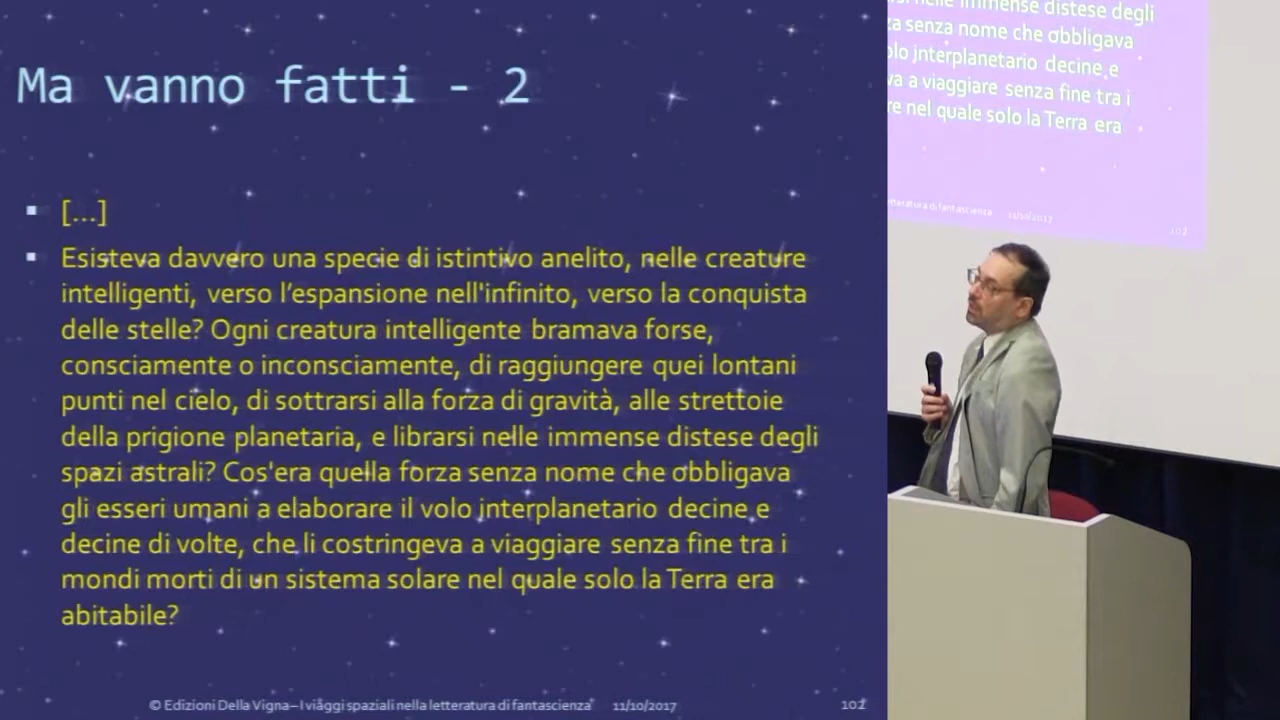 Ma vanno fatti - 2
[...]
Esisteva davvero una specie di istintivo anelito, nelle creature
intelligenti, verso l'espansione nell'infinito, verso la conquista
delle stelle? Ogni creatura intelligente bramava forse,
consciamente o inconsciamente, di raggiungere quei lontani
punti nel cielo, di sottrarsi alla forza di gravità, alle strettoie
della prigione planetaria, e librarsi nelle immense distese degli
spazi astrali? Cos'era quella forza senza nome che obbligava
gli esseri umani a elaborare il volo interplanetario decine e
decine di volte, che li costringeva a viaggiare senza fine tra i
mondi morti di un sistema solare nel quale solo la Terra era
abitabile?
© Edizioni Della Vigna – I viaggi spaziali nella letteratura di fantascienza 11/10/2017
nelle immense distese degli
senza nome che obbligava
interplanetario decine e
a viaggiare senza fine tra i
nel quale solo la Terra era
letteratura di fantascienza 11/10/2017